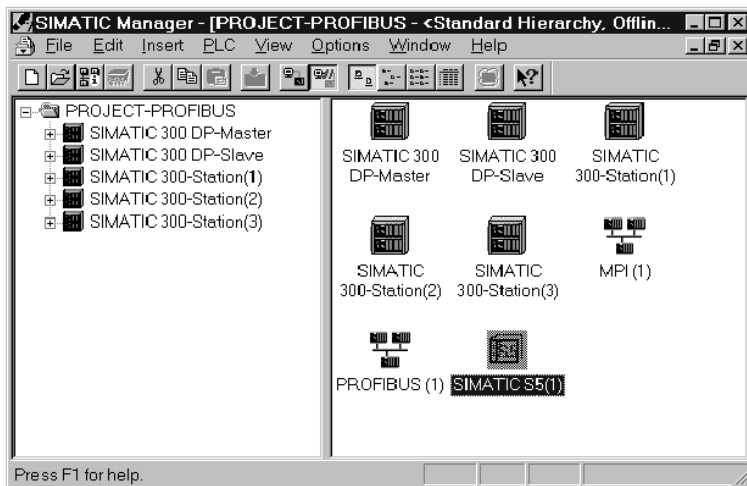 SIMATIC Manager - [PROJECT-PROFIBUS - <Standard Hierarchy, Offlin...
File Edit Insert PLC View Options Window Help
PROJECT-PROFIBUS
SIMATIC 300 DP-Master
SIMATIC 300 DP-Slave
SIMATIC 300-Station(1)
SIMATIC 300-Station(2)
SIMATIC 300-Station(3)
SIMATIC 300
DP-Master
SIMATIC 300
DP-Slave
SIMATIC
300-Station(1)
SIMATIC
300-Station(2)
SIMATIC
300-Station(3)
MPI (1)
PROFIBUS (1)
SIMATIC S5(1)
Press F1 for help.